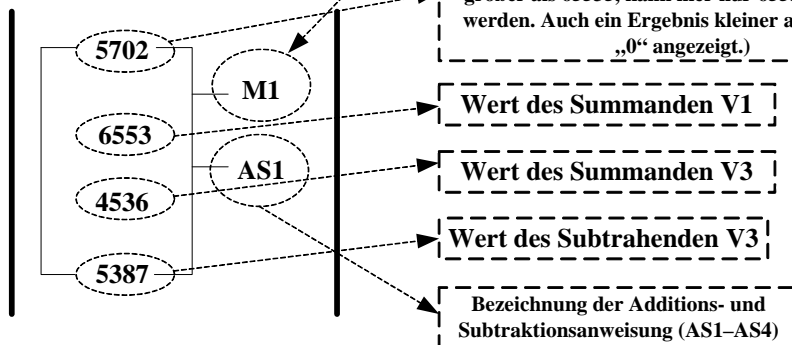 werden. Auch ein Ergebnis kleiner a
„0“ angezeigt.)
5702
M1
6553
Wert des Summanden V1
AS1
4536
Wert des Summanden V3
5387
Wert des Subtrahenden V3
Bezeichnung der Additions- und
Subtraktionsanweisung (AS1–AS4)